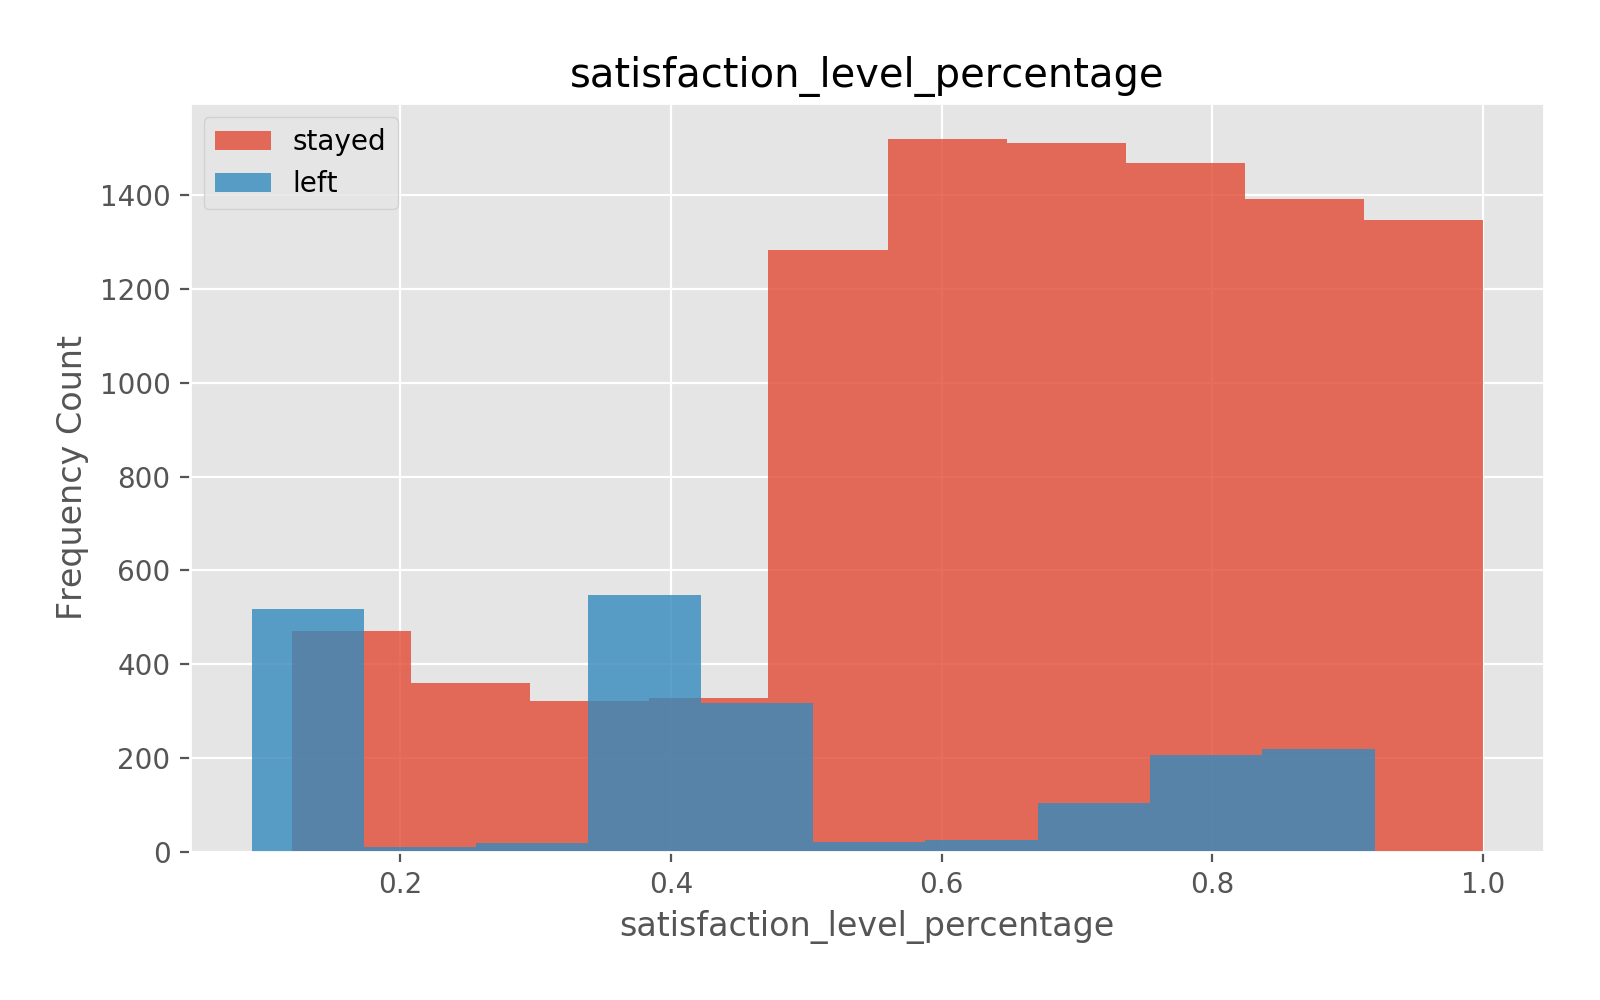 satisfaction_level_percentage
stayed
left
1400
1200
1000
800
600
400
200
0
Frequency Count
0.2 0.4 0.6 0.8 1.0
satisfaction_level_percentage